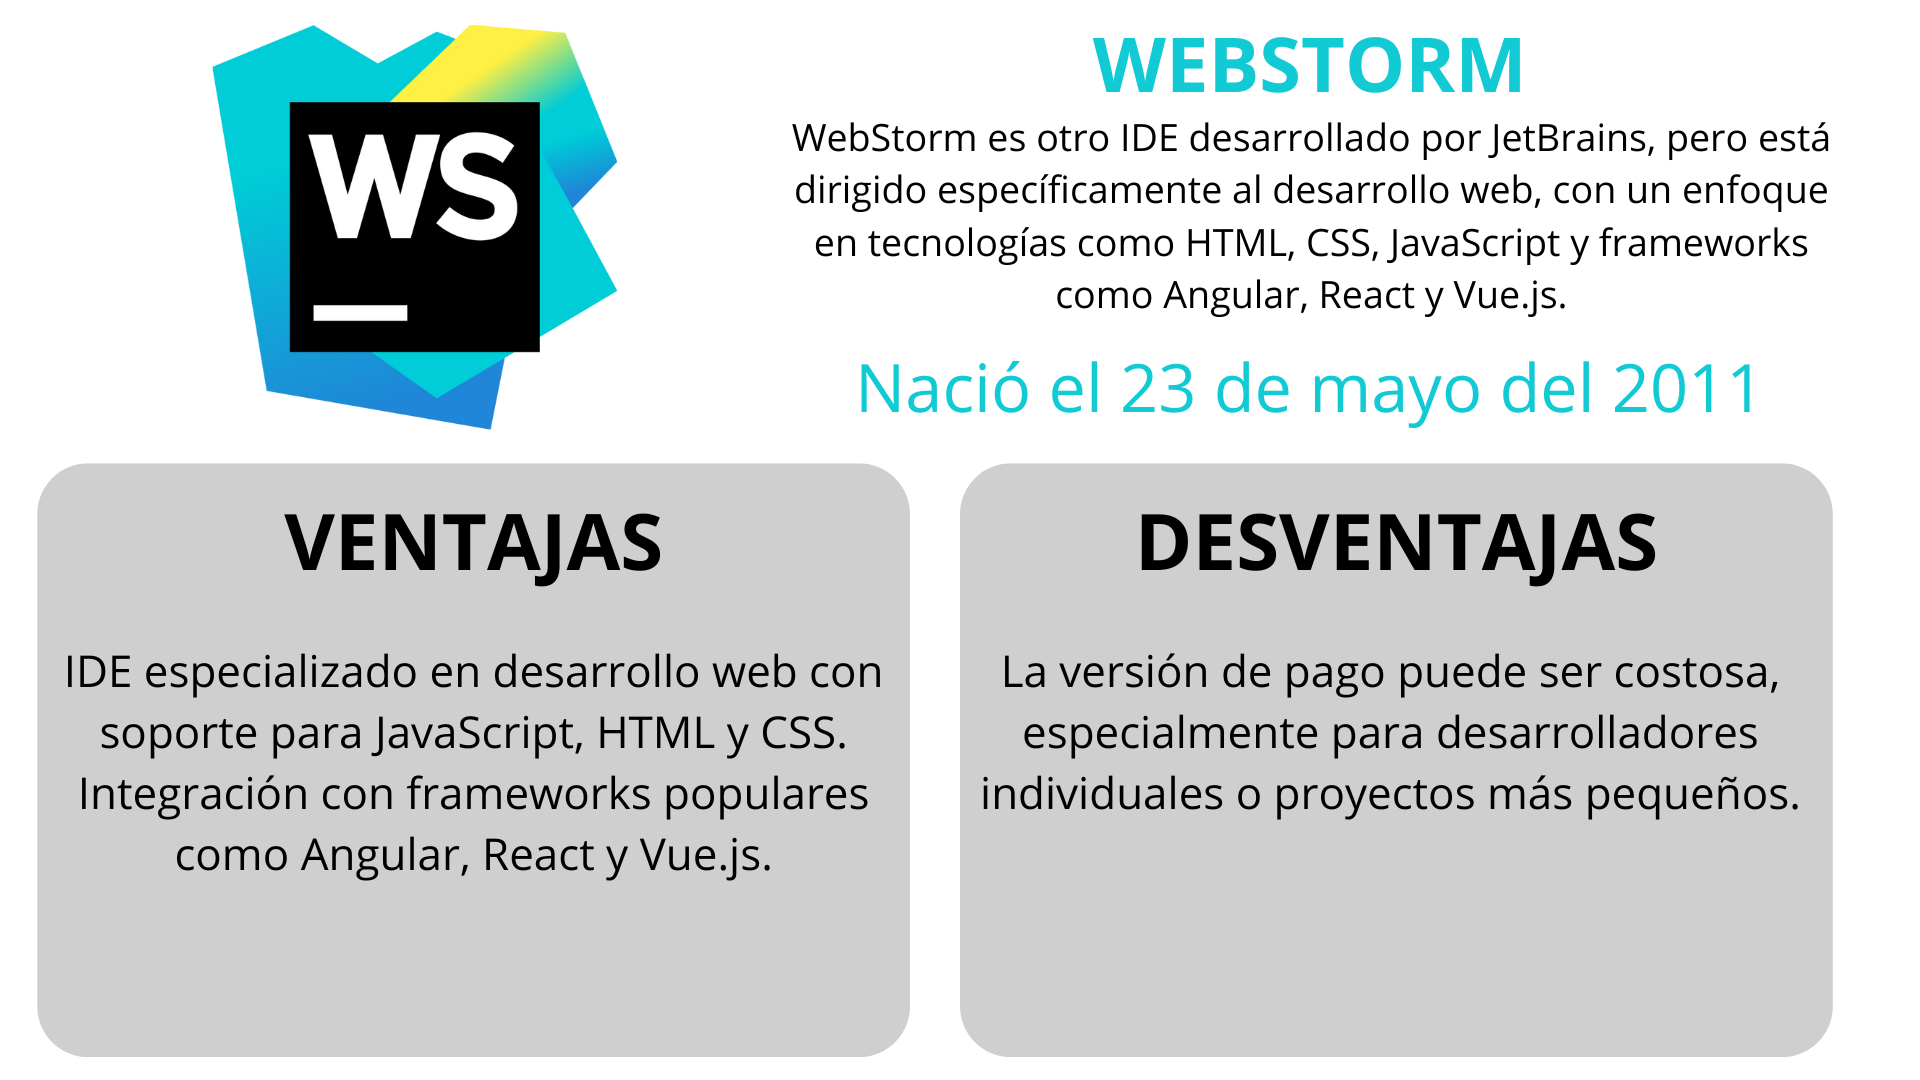 WS
WEBSTORM
WebStorm es otro IDE desarrollado por JetBrains, pero está
dirigido específicamente al desarrollo web, con un enfoque
en tecnologías como HTML, CSS, JavaScript y frameworks
como Angular, React y Vue.js.
Nació el 23 de mayo del 2011
VENTAJAS
IDE especializado en desarrollo web con
soporte para JavaScript, HTML y CSS.
Integración con frameworks populares
como Angular, React y Vue.js.
DESVENTAJAS
La versión de pago puede ser costosa,
especialmente para desarrolladores
individuales o proyectos más pequeños.